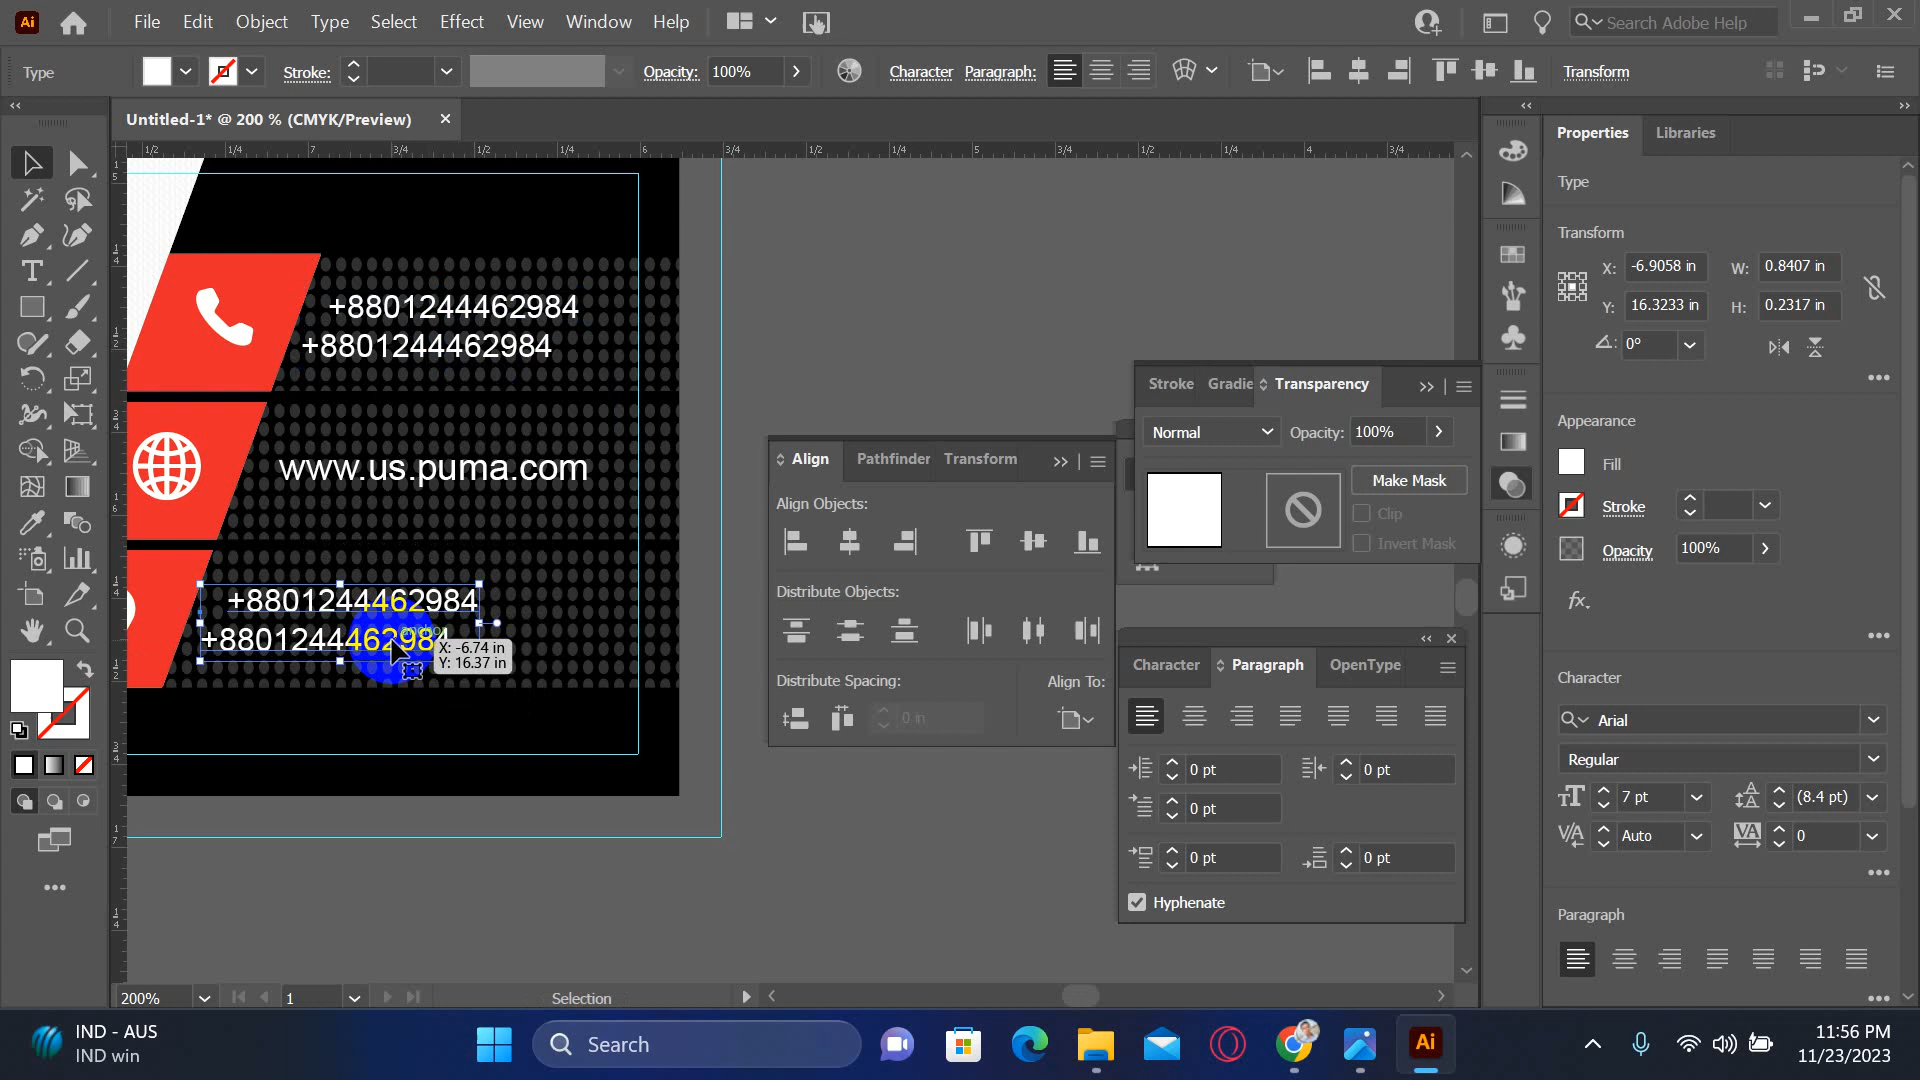 File Edit Object Type Select Effect View Window Help
Search Adobe Help
Type
Stroke:
Opacity: 100%
Character Paragraph:
Transform
Untitled-1* @ 200 % (CMYK/Preview)
+8801244462984
+8801244462984
www.us.puma.com
+8801244462984
+8801244462984
X: -6.74 in
Y: 16.37 in
Align Pathfinder Transform
Align Objects:
Distribute Objects:
Distribute Spacing: Align To:
0 in
Stroke Gradie Transparency
Normal Opacity: 100%
Make Mask
Clip
Invert Mask
Character Paragraph OpenType
0 pt 0 pt
0 pt
0 pt 0 pt
Hyphenate
Properties Libraries
Type
Transform
X: -6.9058 in W: 0.8407 in
Y: 16.3233 in H: 0.2317 in
0°
Appearance
Fill
Stroke
Opacity 100%
fx.
Character
Arial
Regular
7 pt (8.4 pt)
Auto 0
Paragraph
200% 1 Selection
IND - AUS
IND win
Search
11:56 PM
11/23/2023